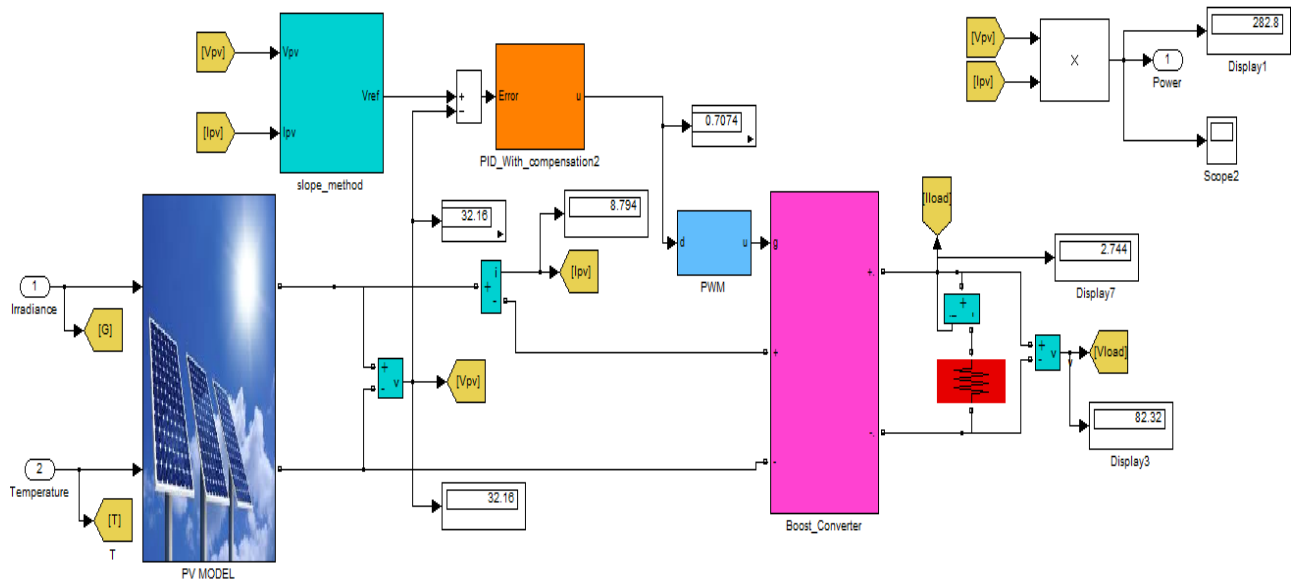 [Vpv]
Vpv
[Ipv]
Ipv
Vref
slope_method
+
−
Error
u
PID_With_compensation2
0.7074
[Vpv]
[Ipv]
X
282.8
Display1
1
Power
Scope2
32.16
8.794
[Ipv]
i
+
-
d
u
PWM
g
+
-
+.
-.
Boost_Converter
[Iload]
2.744
Display7
+
-
+
-
v
[Vload]
v
82.32
Display3
1
Irradiance
[G]
2
Temperature
[T]
T
PV MODEL
+
-
v
[Vpv]
32.16